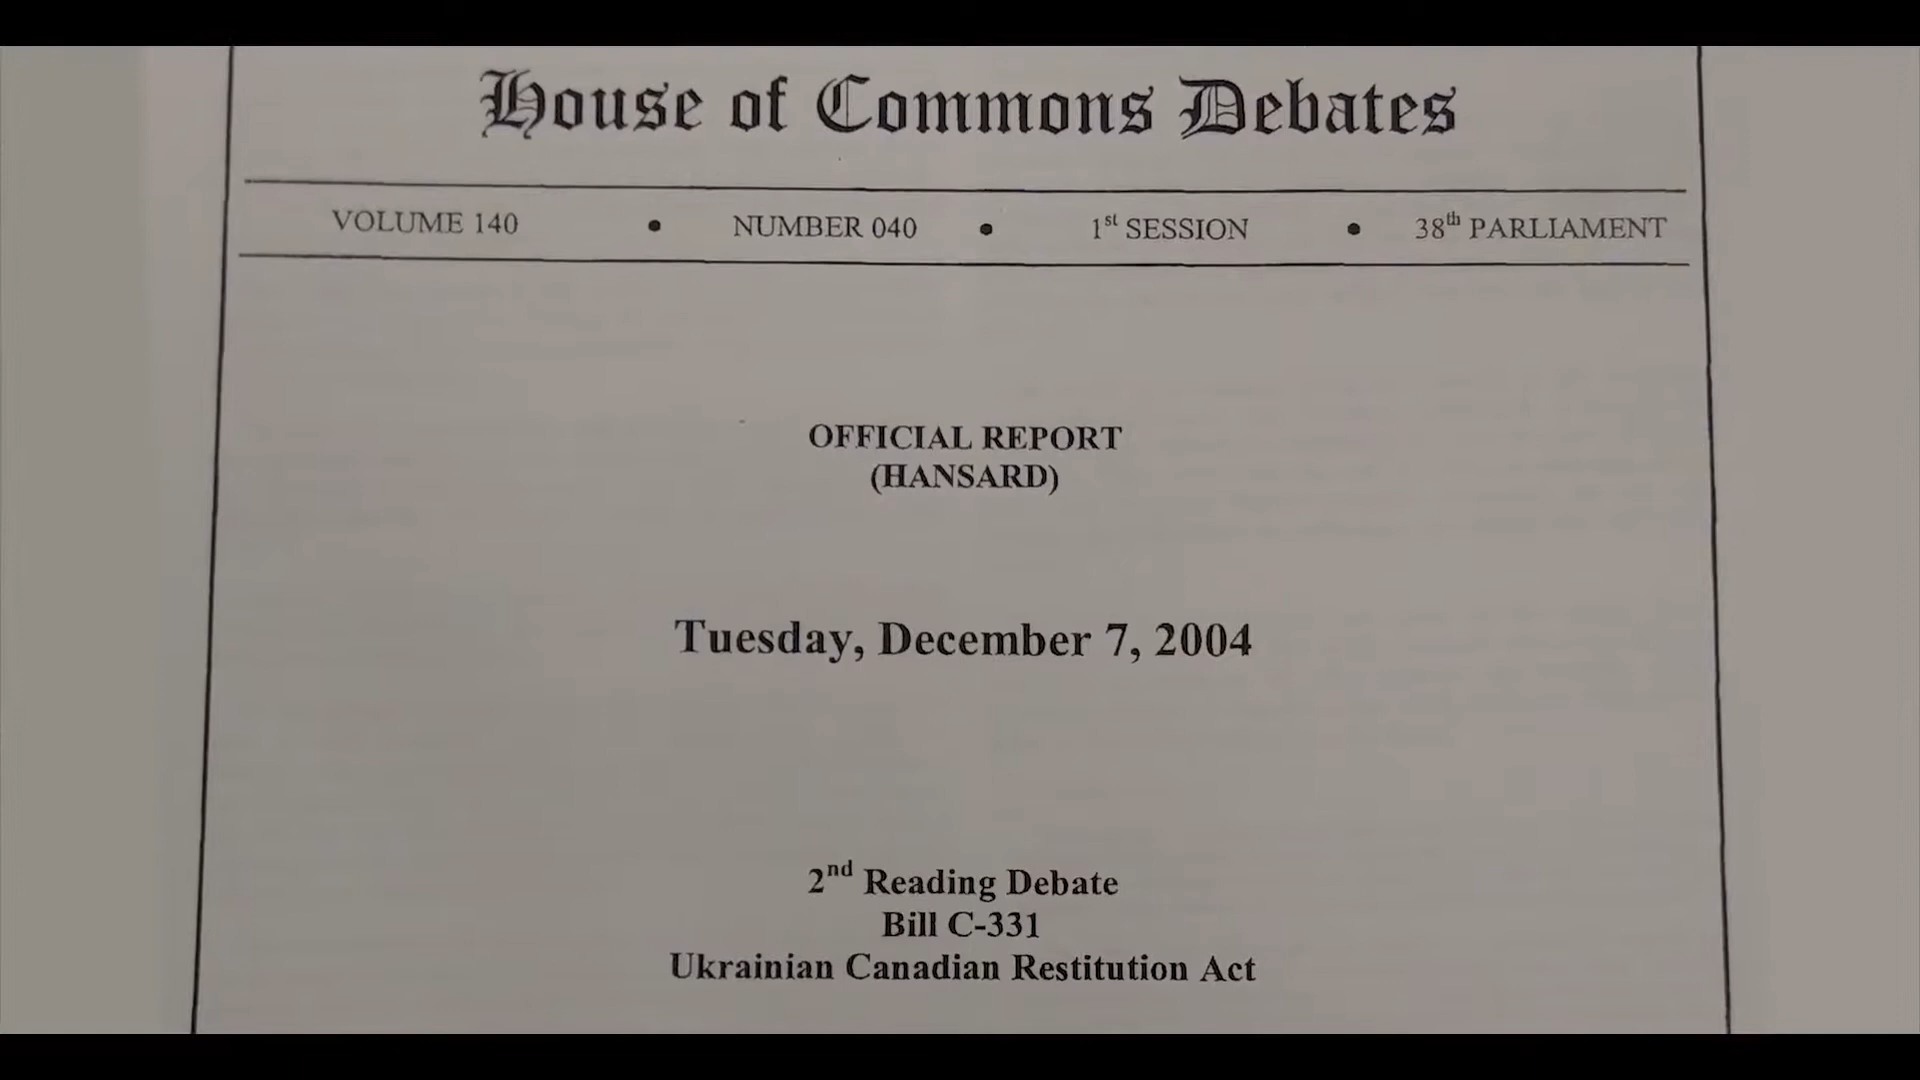 House of Commons Debates
VOLUME 140 • NUMBER 040 • 1st SESSION • 38th PARLIAMENT
OFFICIAL REPORT
(HANSARD)
Tuesday, December 7, 2004
2nd Reading Debate
Bill C-331
Ukrainian Canadian Restitution Act